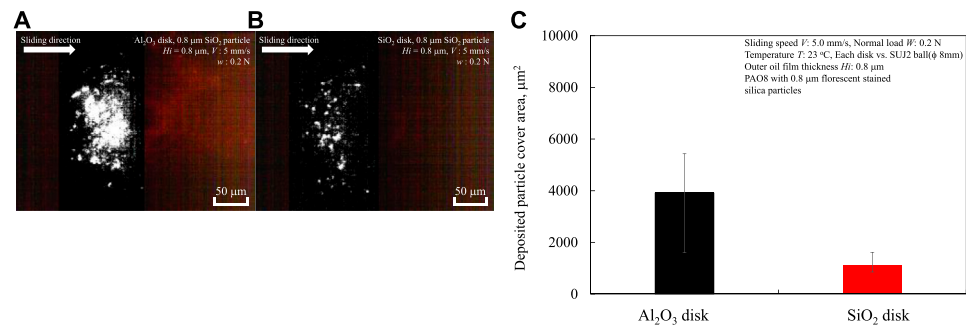 A
Sliding direction
Al₂O₃ disk, 0.8 μm SiO₂ particle
Hi = 0.8 μm, V : 5 mm/s
w : 0.2 N
50 μm
B
Sliding direction
SiO₂ disk, 0.8 μm SiO₂ particle
Hi = 0.8 μm, V : 5 mm/s
w : 0.2 N
50 μm
C
Deposited particle cover area, μm²
10000
8000
6000
4000
2000
0
Sliding speed V: 5.0 mm/s, Normal load W: 0.2 N
Temperature T: 23 °C, Each disk vs. SUJ2 ball(ϕ 8mm)
Outer oil film thickness Hi: 0.8 μm
PAO8 with 0.8 μm florescent stained
silica particles
Al₂O₃ disk
SiO₂ disk